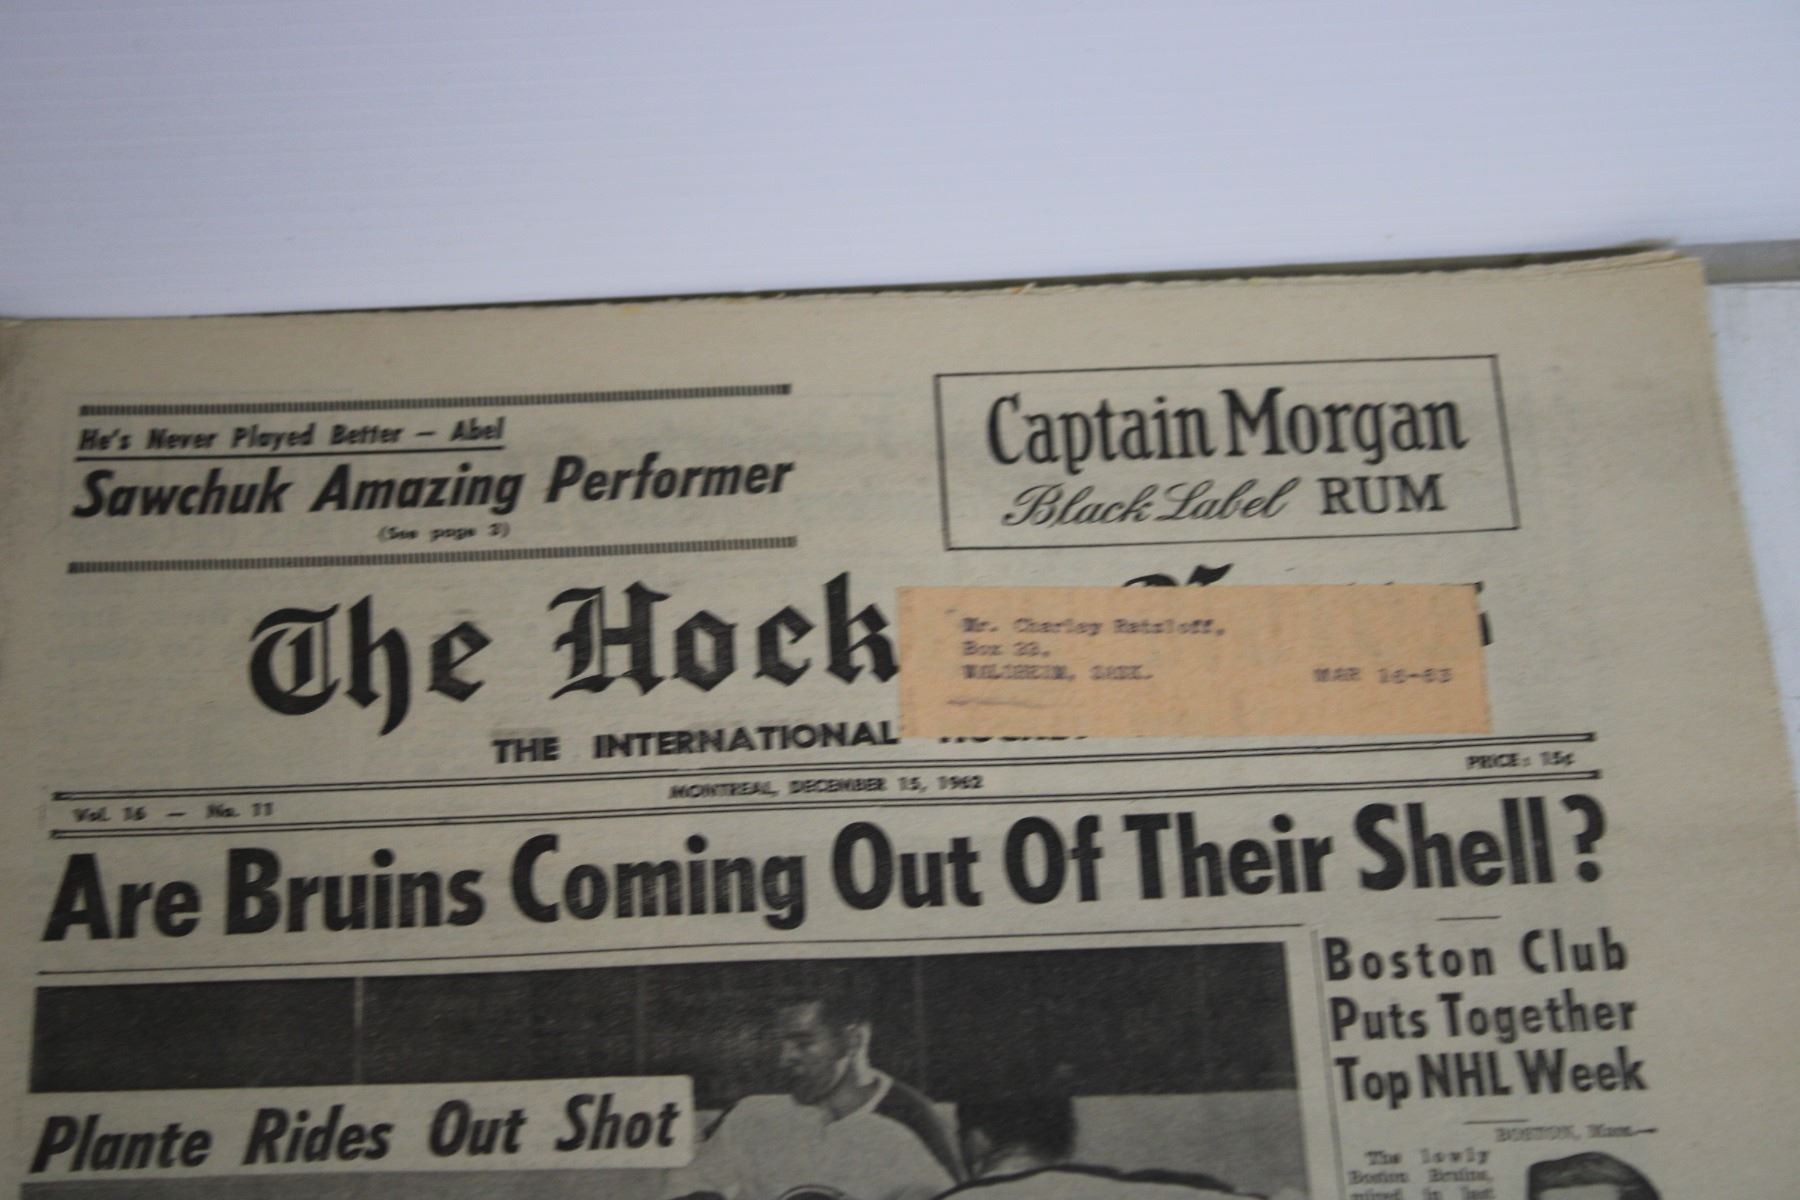 He's Never Played Better — Abel
Sawchuk Amazing Performer
(See page 3)
Captain Morgan
Black Label RUM
The Hock
Mr. Charley Ratzloff,
Box 33,
WALDHEIM, SASK.
MAR 16-63
THE INTERNATIONAL
Vol. 16 — No. 11
MONTREAL, DECEMBER 15, 1962
PRICE: 15¢
Are Bruins Coming Out Of Their Shell?
Plante Rides Out Shot
Boston Club
Puts Together
Top NHL Week
BOSTON, Mass.—
The lowly
Boston Bruins,